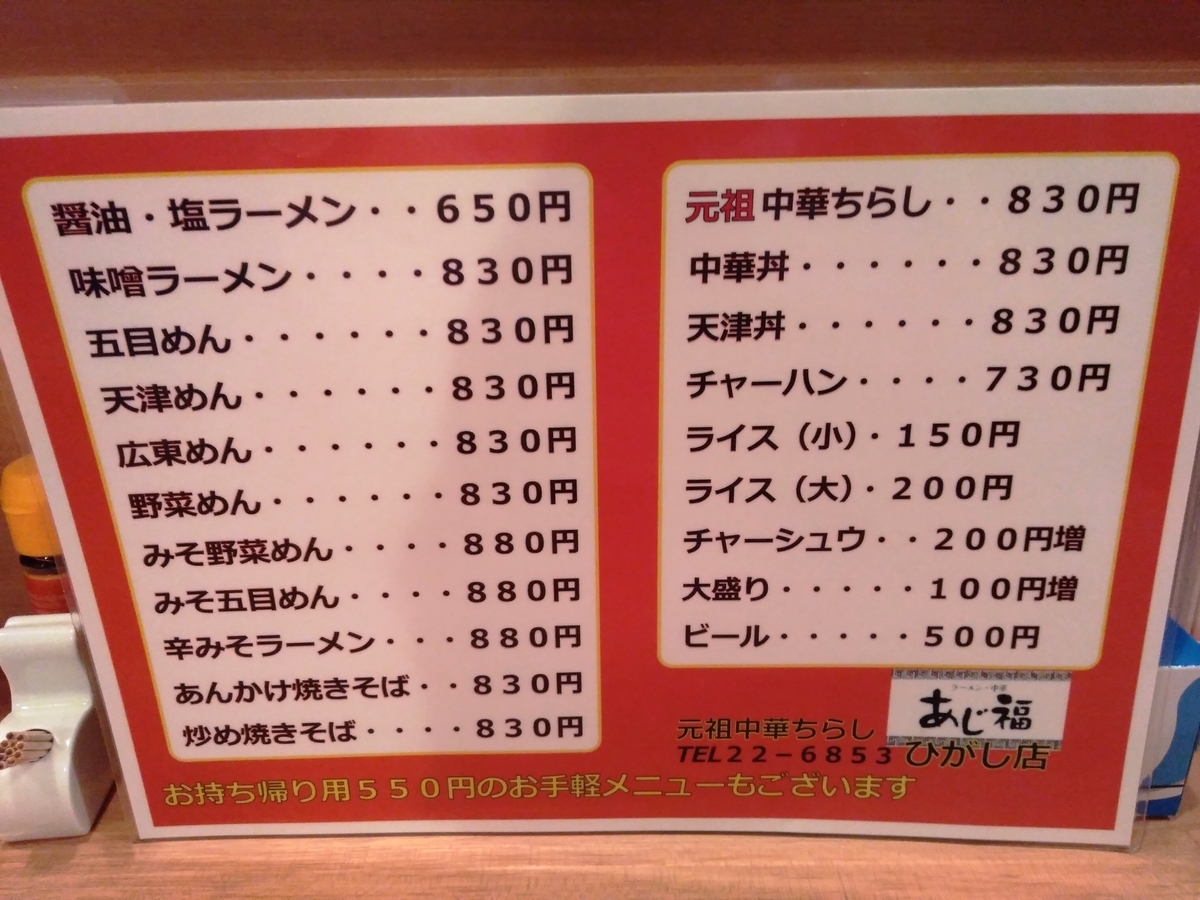 醤油・塩ラーメン・・６５０円
味噌ラーメン・・・・８３０円
五目めん・・・・・・８３０円
天津めん・・・・・・８３０円
広東めん・・・・・・８３０円
野菜めん・・・・・・８３０円
みそ野菜めん・・・・８８０円
みそ五目めん・・・・８８０円
辛みそラーメン・・・８８０円
あんかけ焼きそば・・８３０円
炒め焼きそば・・・・８３０円
元祖中華ちらし・・８３０円
中華丼・・・・・・８３０円
天津丼・・・・・・８３０円
チャーハン・・・・７３０円
ライス（小）・１５０円
ライス（大）・２００円
チャーシュウ・・２００円増
大盛り・・・・・１００円増
ビール・・・・・５００円
ラーメン・中華
あじ福
元祖中華ちらし
TEL２２－６８５３ ひがし店
お持ち帰り用５５０円のお手軽メニューもございます